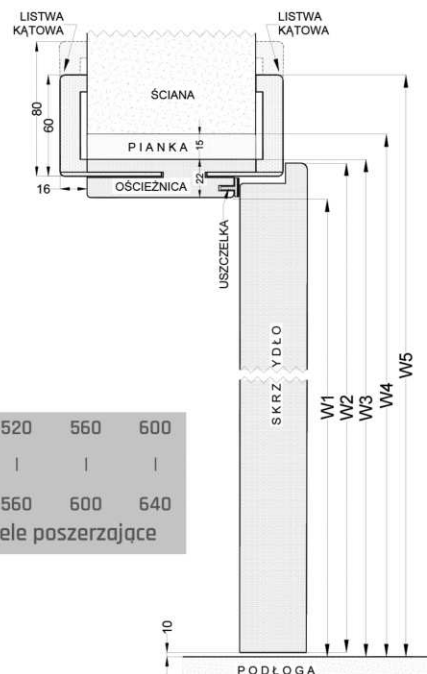 LISTWA
KĄTOWA
LISTWA
KĄTOWA
80
60
ŚCIANA
PIANKA
15
16
OŚCIEŻNICA
22
USZCZELKA
SKRZYDŁO
W1
W2
W3
W4
W5
520 560 600
| | |
560 600 640
ele poszerzające
10
PODŁOGA